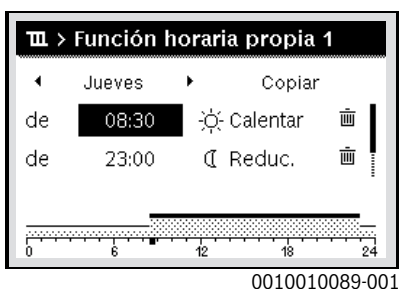 > Función horaria propia 1
Jueves Copiar
de 08:30 Calentar
de 23:00 Reduc.
0 6 12 18 24
0010010089-001